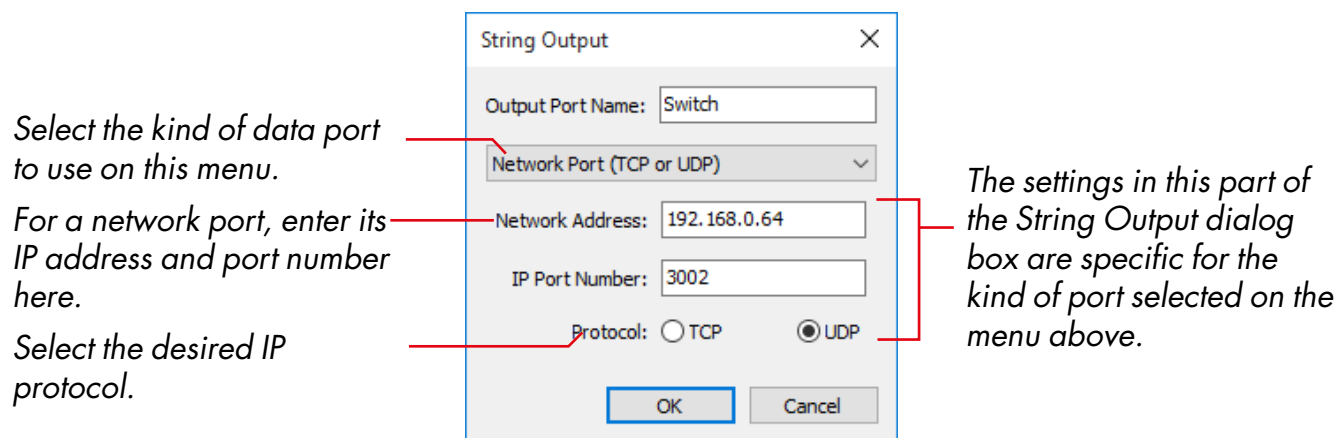 String Output
Output Port Name: Switch
Select the kind of data port
to use on this menu.
Network Port (TCP or UDP)
For a network port, enter its
IP address and port number
here.
Network Address: 192.168.0.64
IP Port Number: 3002
Select the desired IP
protocol.
Protocol: TCP UDP
The settings in this part of
the String Output dialog
box are specific for the
kind of port selected on the
menu above.
OK Cancel